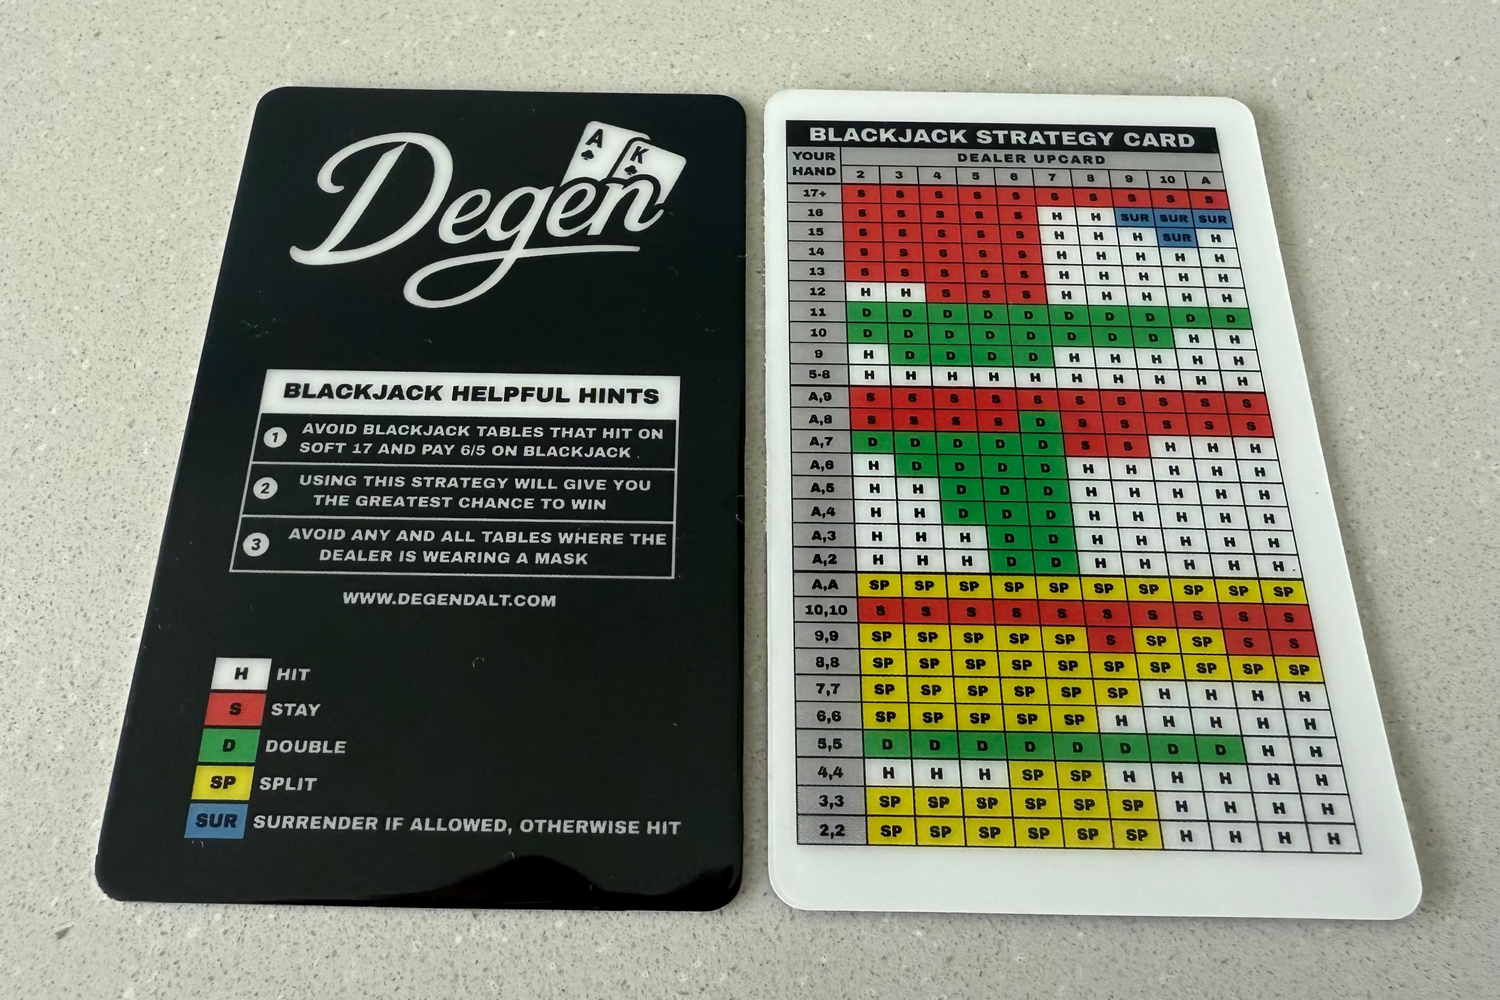 A
K
Degen
BLACKJACK HELPFUL HINTS
1 AVOID BLACKJACK TABLES THAT HIT ON
SOFT 17 AND PAY 6/5 ON BLACKJACK .
2 USING THIS STRATEGY WILL GIVE YOU
THE GREATEST CHANCE TO WIN
3 AVOID ANY AND ALL TABLES WHERE THE
DEALER IS WEARING A MASK
WWW.DEGENDALT.COM
H HIT
S STAY
D DOUBLE
SP SPLIT
SUR SURRENDER IF ALLOWED, OTHERWISE HIT
BLACKJACK STRATEGY CARD
YOUR HAND
DEALER UPCARD
2 3 4 5 6 7 8 9 10 A
17+ S S S S S S S S S S
16 S S S S S H H SUR SUR SUR
15 S S S S S H H H SUR H
14 S S S S S H H H H H
13 S S S S S H H H H H
12 H H S S S H H H H H
11 D D D D D D D D D D
10 D D D D D D D D H H
9 H D D D D H H H H H
5-8 H H H H H H H H H H
A,9 S S S S S S S S S S
A,8 S S S S D S S S S S
A,7 D D D D D S S H H H
A,6 H D D D D H H H H H
A,5 H H D D D H H H H H
A,4 H H D D D H H H H H
A,3 H H H D D H H H H H
A,2 H H H D D H H H H H
A,A SP SP SP SP SP SP SP SP SP SP
10,10 S S S S S S S S S S
9,9 SP SP SP SP SP S SP SP S S
8,8 SP SP SP SP SP SP SP SP SP SP
7,7 SP SP SP SP SP SP H H H H
6,6 SP SP SP SP SP H H H H H
5,5 D D D D D D D D H H
4,4 H H H SP SP H H H H H
3,3 SP SP SP SP SP SP H H H H
2,2 SP SP SP SP SP SP H H H H